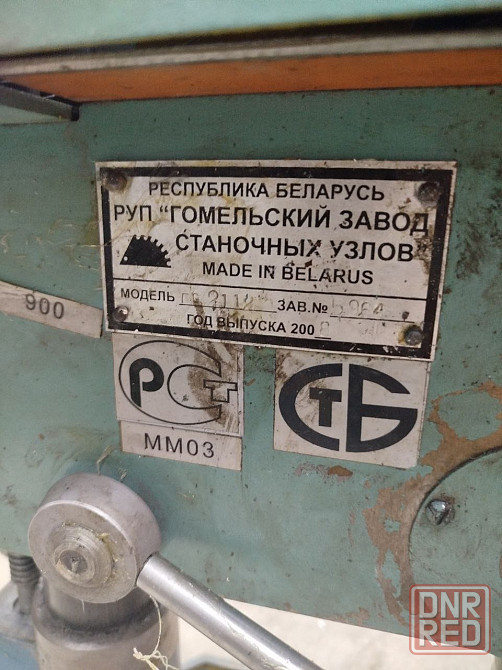 РЕСПУБЛИКА БЕЛАРУСЬ
РУП "ГОМЕЛЬСКИЙ ЗАВОД
СТАНОЧНЫХ УЗЛОВ
MADE IN BELARUS
МОДЕЛЬ ЗАВ.№
ГОД ВЫПУСКА 200
900
РСт
ММ03
СТБ
DNR
RED